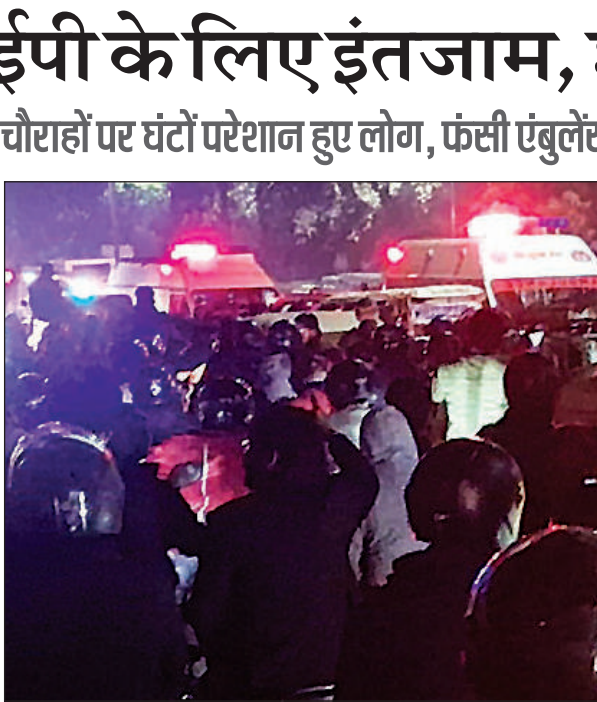 ईपी के लिए इंतजाम,
चौराहों पर घंटों परेशान हुए लोग, फंसी एंबुलेंस